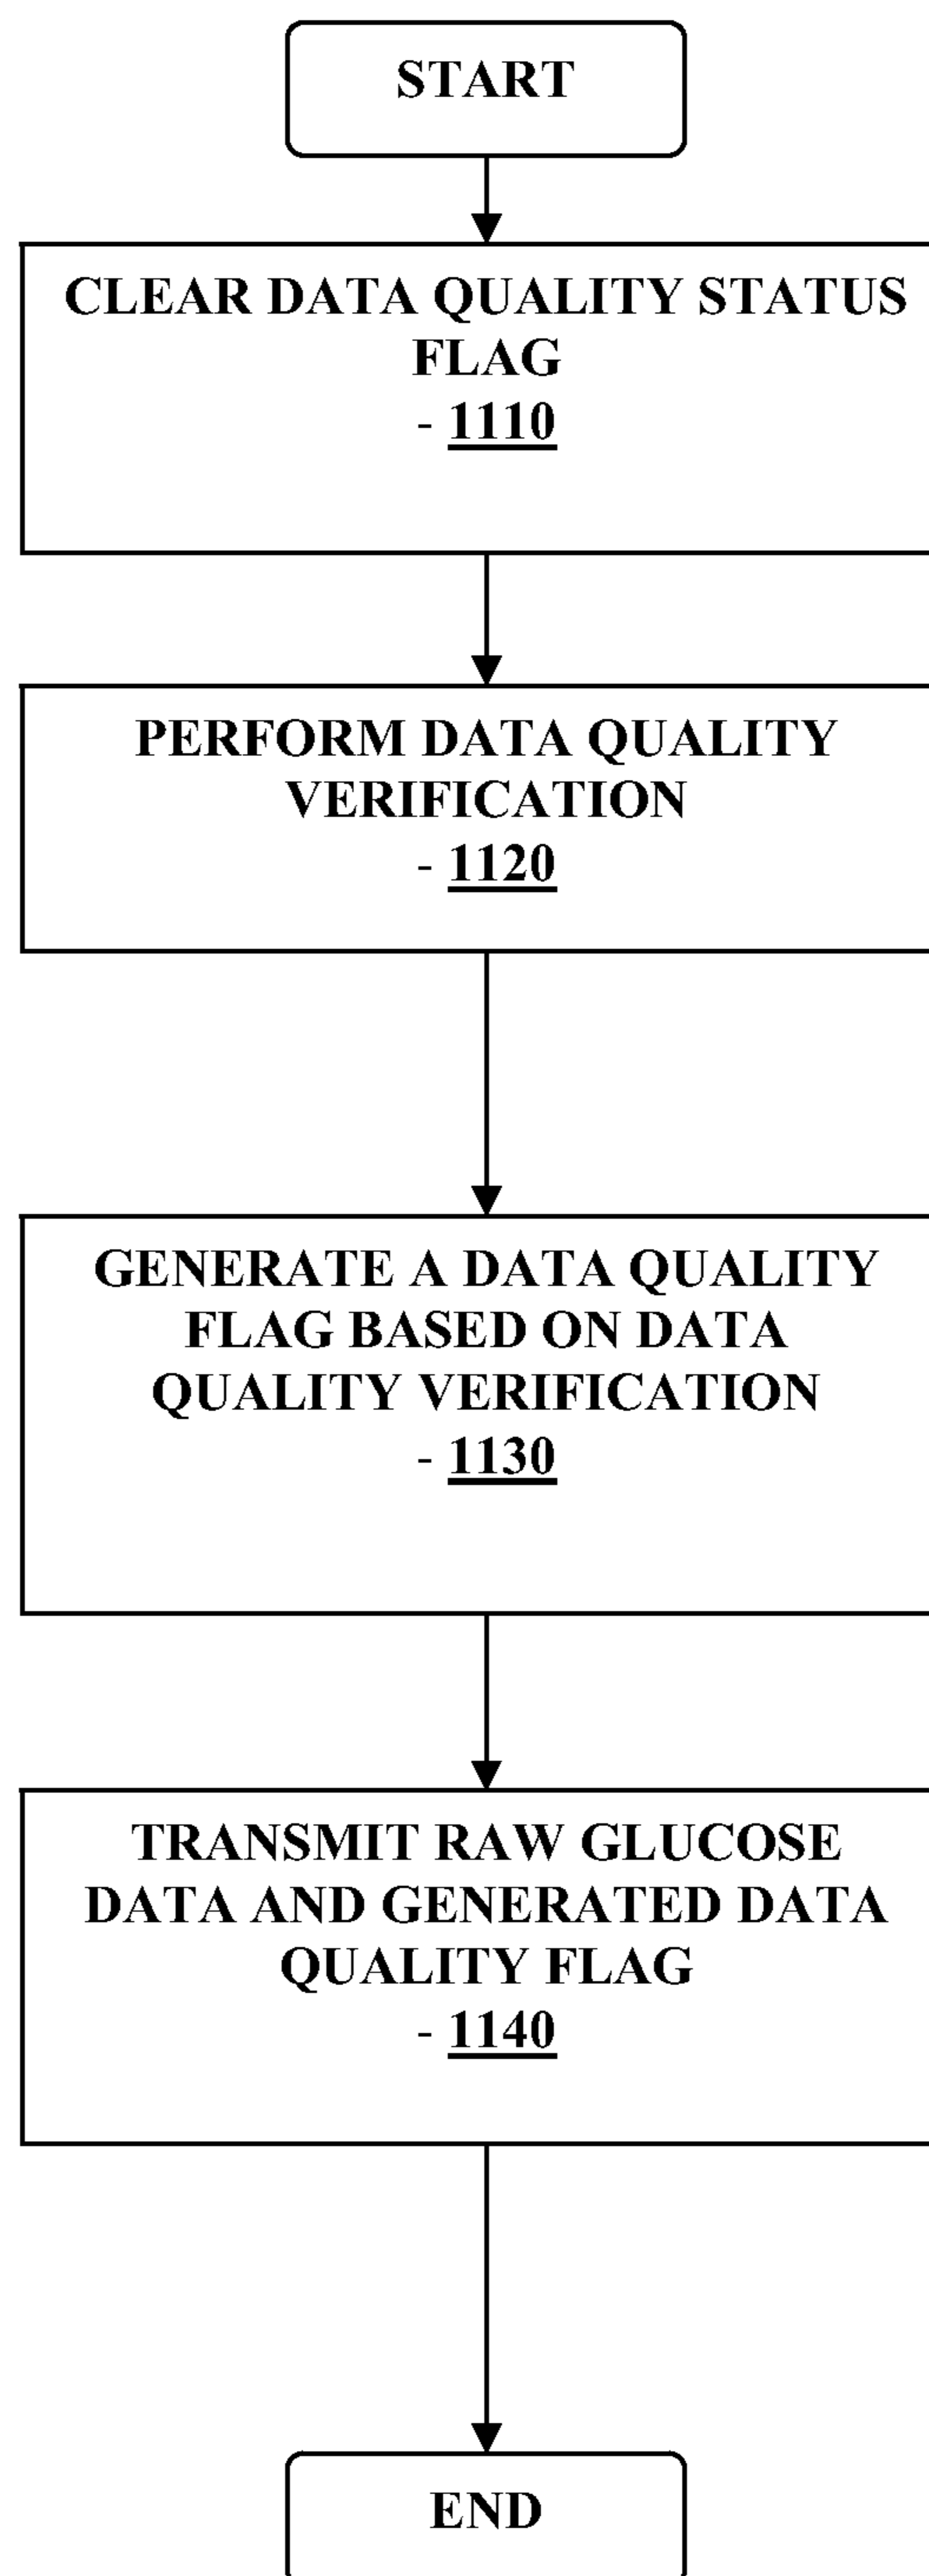 START
CLEAR DATA QUALITY STATUS
FLAG
- 1110
PERFORM DATA QUALITY
VERIFICATION
- 1120
GENERATE A DATA QUALITY
FLAG BASED ON DATA
QUALITY VERIFICATION
- 1130
TRANSMIT RAW GLUCOSE
DATA AND GENERATED DATA
QUALITY FLAG
- 1140
END